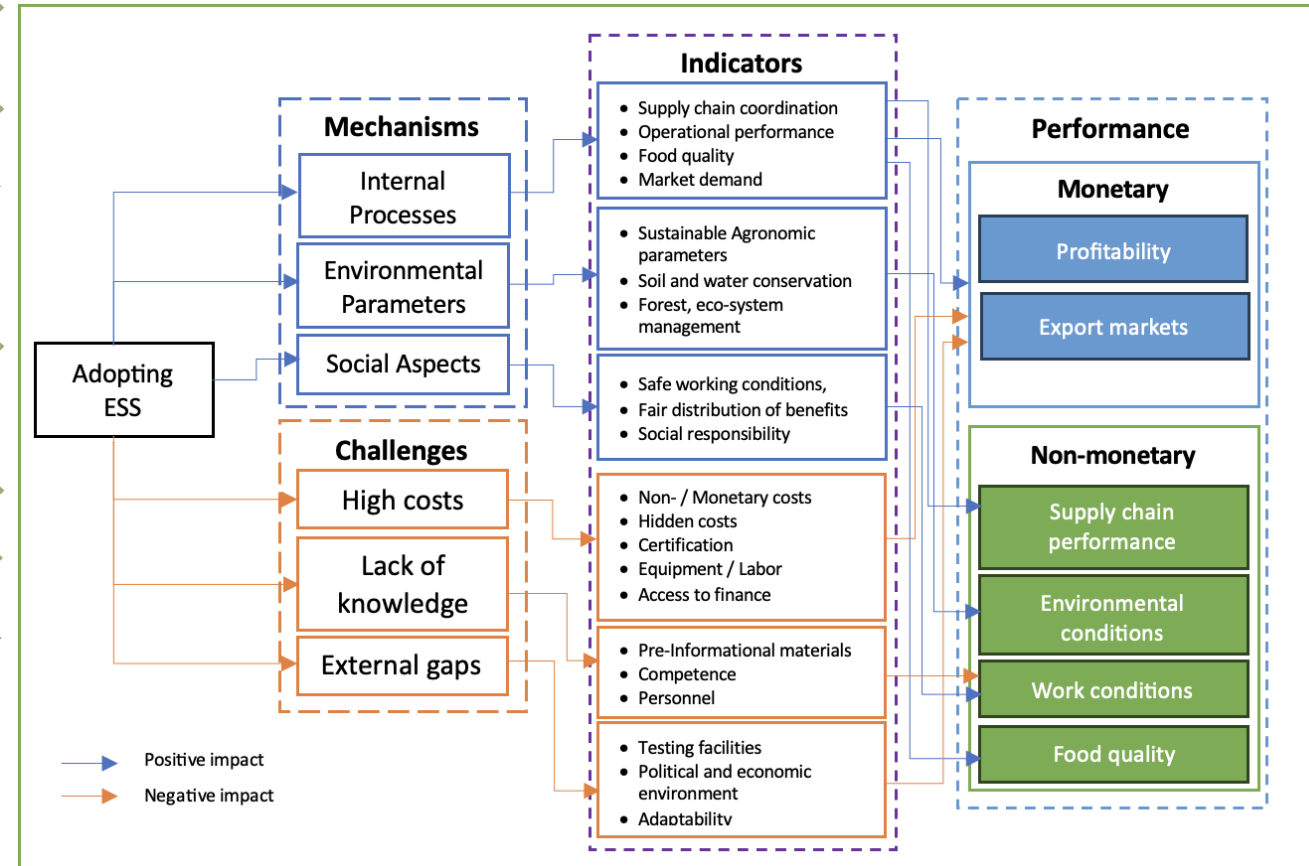 Indicators
Mechanisms
Performance
Internal
Processes
Environmental
Parameters
Social Aspects
Adopting
ESS
Challenges
High costs
Lack of
knowledge
External gaps
• Supply chain coordination
• Operational performance
• Food quality
• Market demand
• Sustainable Agronomic
parameters
• Soil and water conservation
• Forest, eco-system
management
• Safe working conditions,
• Fair distribution of benefits
• Social responsibility
• Non- / Monetary costs
• Hidden costs
• Certification
• Equipment / Labor
• Access to finance
• Pre-Informational materials
• Competence
• Personnel
• Testing facilities
• Political and economic
environment
• Adaptability
Monetary
Profitability
Export markets
Non-monetary
Supply chain
performance
Environmental
conditions
Work conditions
Food quality
Positive impact
Negative impact